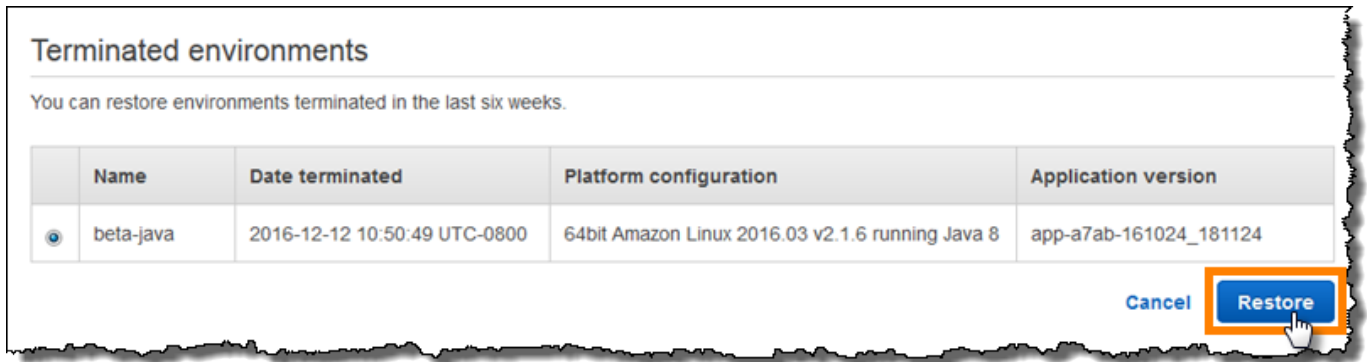 Terminated environments
You can restore environments terminated in the last six weeks.
Name Date terminated Platform configuration Application version
beta-java 2016-12-12 10:50:49 UTC-0800 64bit Amazon Linux 2016.03 v2.1.6 running Java 8 app-a7ab-161024_181124
Cancel Restore